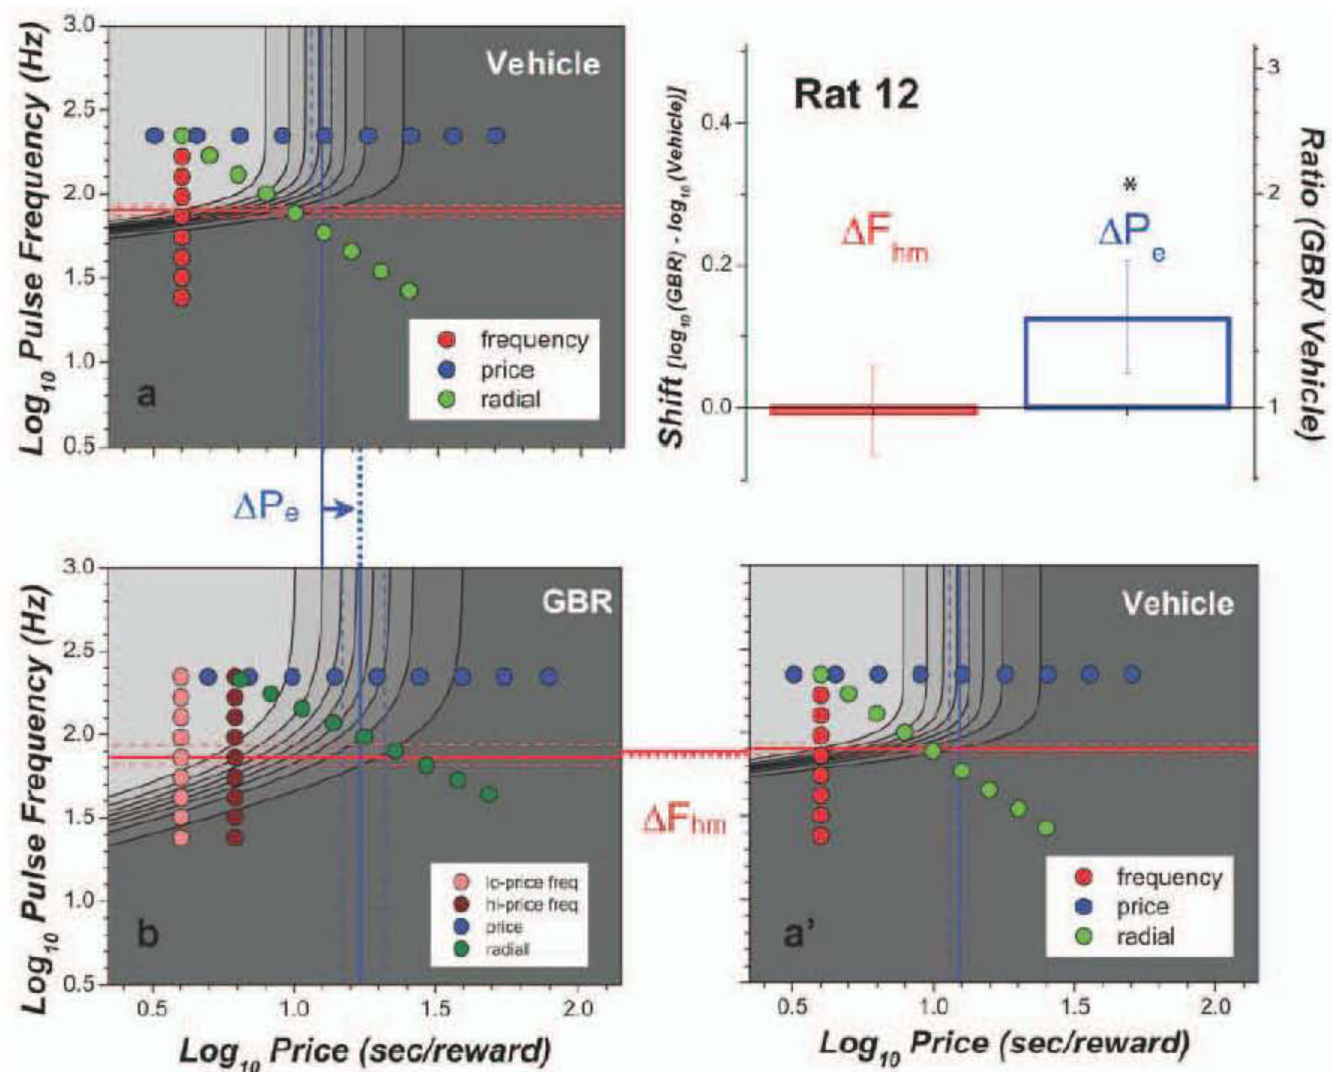 Log10 Pulse Frequency (Hz)
3.0
2.5
2.0
1.5
1.0
0.5
Vehicle
frequency
price
radial
a
Shift [log10(GBR) - log10(Vehicle)]
0.4
0.2
0.0
Rat 12
ΔFhm
*
ΔPe
3
2
1
Ratio (GBR/ Vehicle)
ΔPe
Log10 Pulse Frequency (Hz)
3.0
2.5
2.0
1.5
1.0
0.5
GBR
lo-price freq
hi-price freq
price
radial
b
0.5 1.0 1.5 2.0
Log10 Price (sec/reward)
ΔFhm
Vehicle
frequency
price
radial
a'
0.5 1.0 1.5 2.0
Log10 Price (sec/reward)